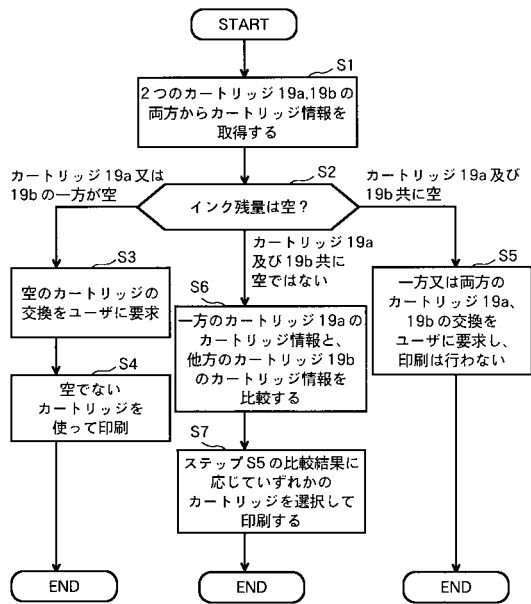 START
S1
2つのカートリッジ19a,19bの
両方からカートリッジ情報を
取得する
カートリッジ19a又は
19bの一方が空
S2
インク残量は空?
カートリッジ19a及び
19b共に空
カートリッジ19a
及び19b共に
空ではない
S3
空のカートリッジの
交換をユーザに要求
S4
空でない
カートリッジを
使って印刷
S6
一方のカートリッジ19aの
カートリッジ情報と、
他方のカートリッジ19b
のカートリッジ情報を
比較する
S7
ステップS5の比較結果に
応じていずれかの
カートリッジを選択して
印刷する
S5
一方又は両方の
カートリッジ19a、
19bの交換を
ユーザに要求し、
印刷は行わない
END
END
END